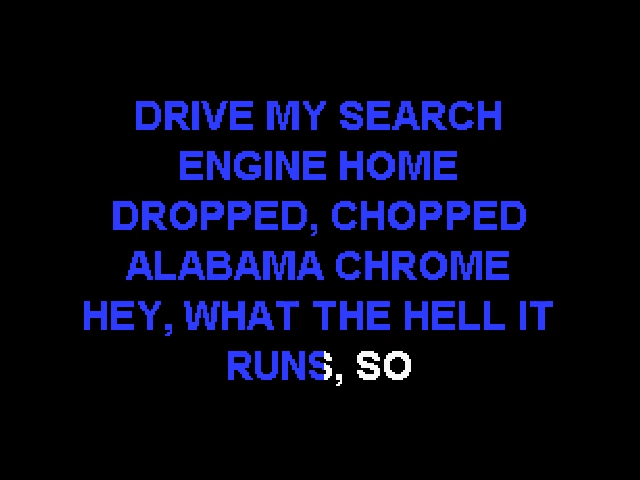 DRIVE MY SEARCH
ENGINE HOME
DROPPED, CHOPPED
ALABAMA CHROME
HEY, WHAT THE HELL IT
RUNS, SO